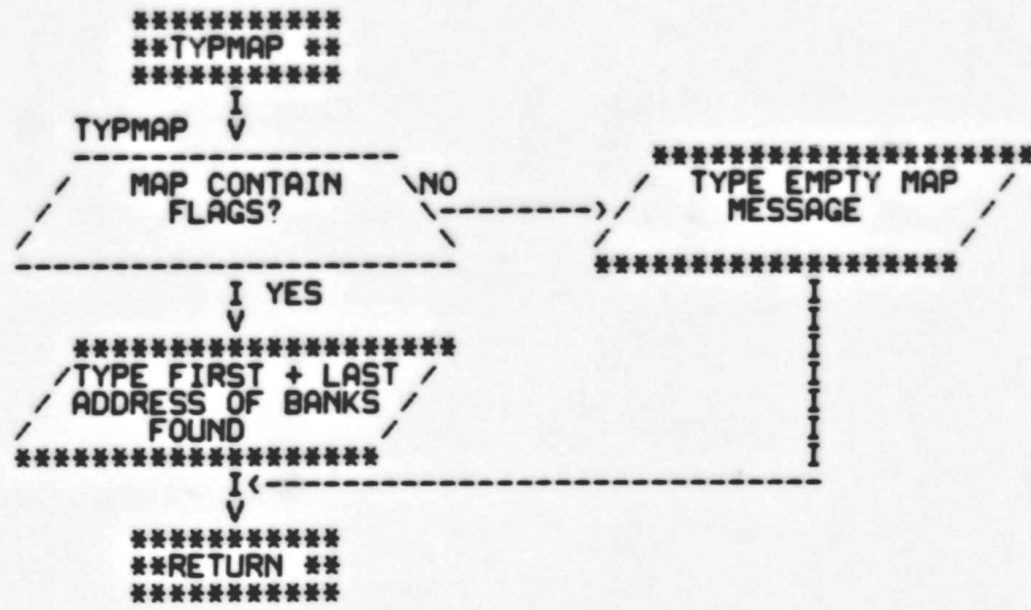 **TYPMAP **
TYPMAP
MAP CONTAIN
FLAGS?
NO
TYPE EMPTY MAP
MESSAGE
YES
TYPE FIRST + LAST
ADDRESS OF BANKS
FOUND
**RETURN **